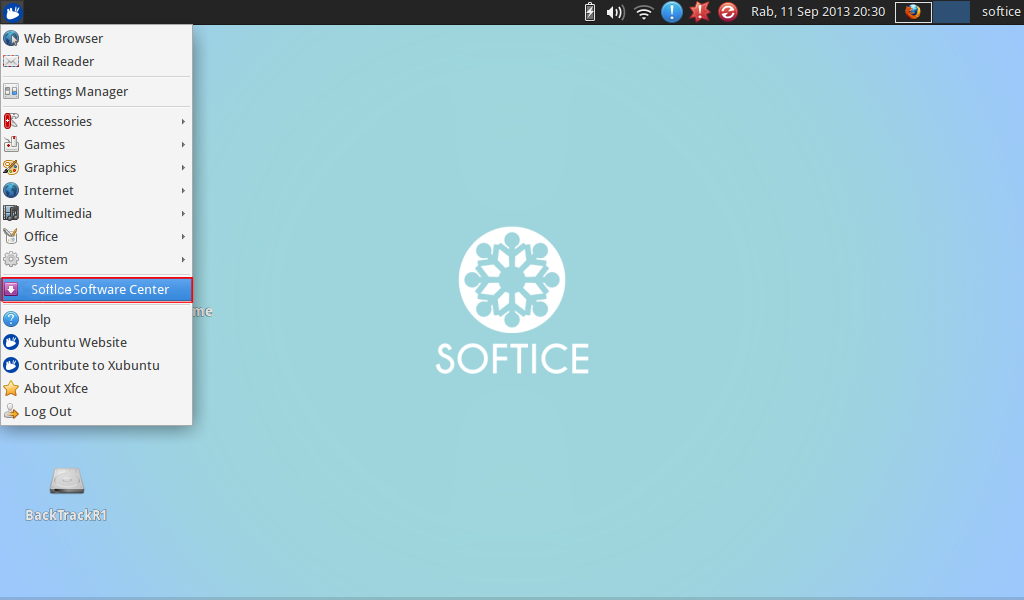 Rab, 11 Sep 2013 20:30
softice
Web Browser
Mail Reader
Settings Manager
Accessories
Games
Graphics
Internet
Multimedia
Office
System
SoftIce Software Center
me
Help
Xubuntu Website
Contribute to Xubuntu
About Xfce
Log Out
SOFTICE
BackTrackR1